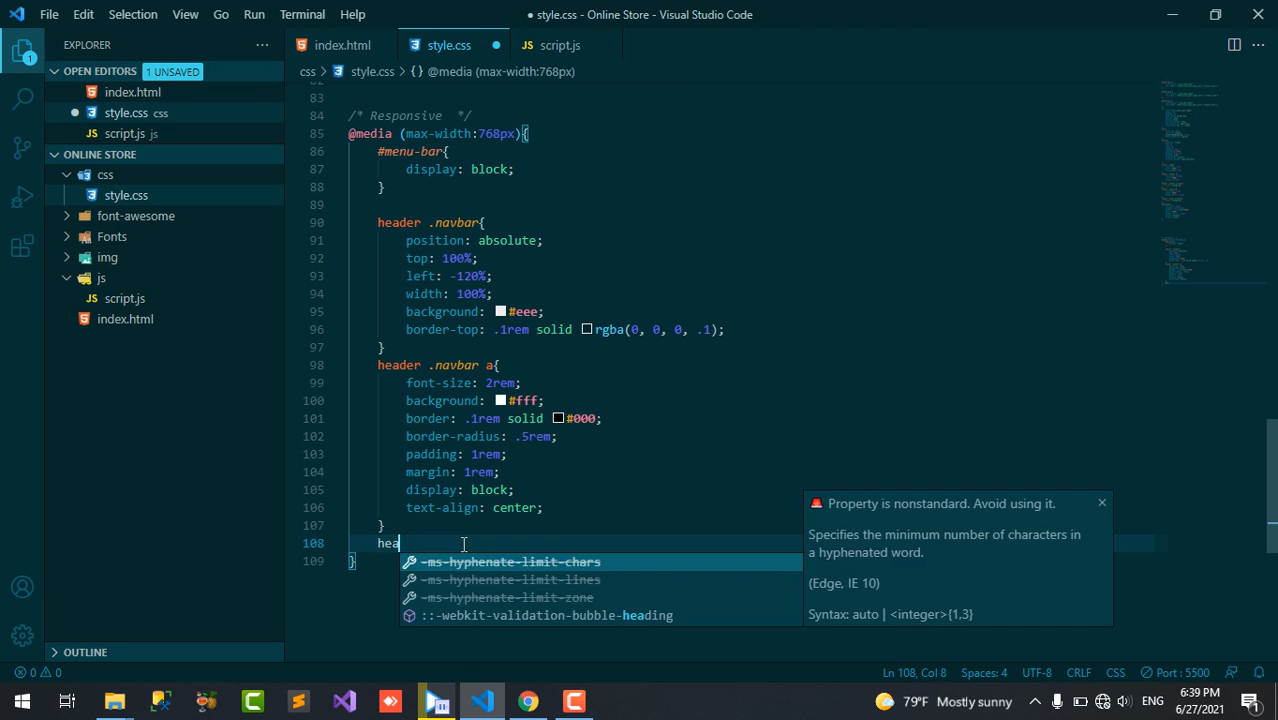 File Edit Selection View Go Run Terminal Help
● style.css - Online Store - Visual Studio Code
EXPLORER
index.html
style.css
script.js
OPEN EDITORS 1 UNSAVED
css > style.css > {} @media (max-width:768px)
index.html
style.css css
script.js js
ONLINE STORE
css
style.css
font-awesome
Fonts
img
js
script.js
index.html
OUTLINE
82
83
84 /* Responsive */
85 @media (max-width:768px){
86 #menu-bar{
87 display: block;
88 }
89
90 header .navbar{
91 position: absolute;
92 top: 100%;
93 left: -120%;
94 width: 100%;
95 background: #eee;
96 border-top: .1rem solid rgba(0, 0, 0, .1);
97 }
98 header .navbar a{
99 font-size: 2rem;
100 background: #fff;
101 border: .1rem solid #000;
102 border-radius: .5rem;
103 padding: 1rem;
104 margin: 1rem;
105 display: block;
106 text-align: center;
107 }
108 hea
109 }
-ms-hyphenate-limit-chars
-ms-hyphenate-limit-lines
-ms-hyphenate-limit-zone
::-webkit-validation-bubble-heading
Property is nonstandard. Avoid using it.
Specifies the minimum number of characters in
a hyphenated word.
(Edge, IE 10)
Syntax: auto | <integer>{1,3}
0 0
Ln 108, Col 8 Spaces: 4 UTF-8 CRLF CSS Port : 5500
79°F Mostly sunny
ENG
6:39 PM
6/27/2021
1
1